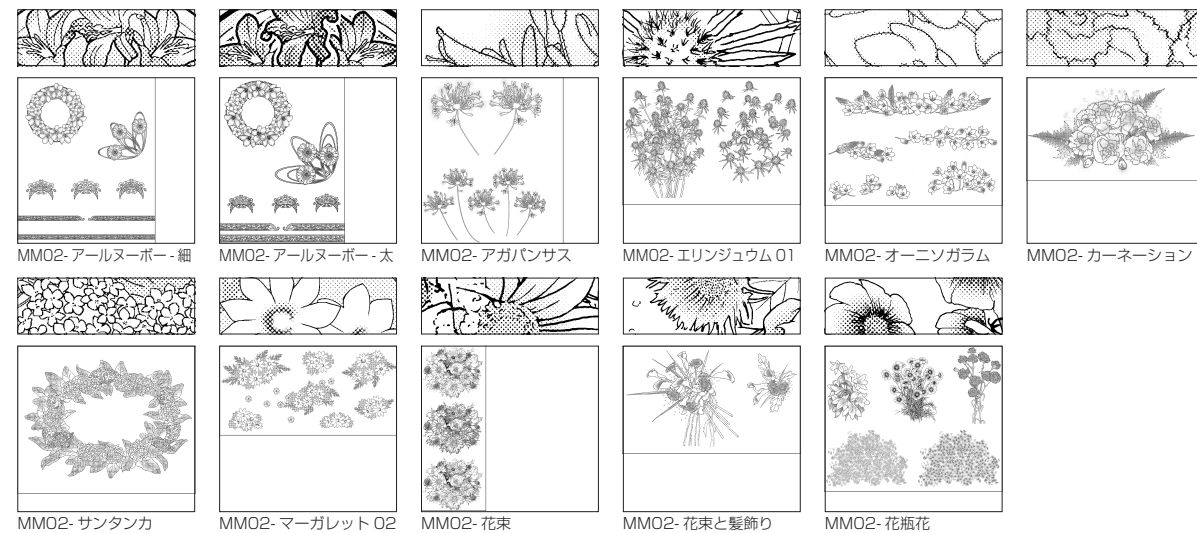 MM02- アールヌーボー - 細
MM02- アールヌーボー - 太
MM02- アガパンサス
MM02- エリンジュウム 01
MM02- オーニソガラム
MM02- カーネーション
MM02- サンタンカ
MM02- マーガレット 02
MM02- 花束
MM02- 花束と髪飾り
MM02- 花瓶花